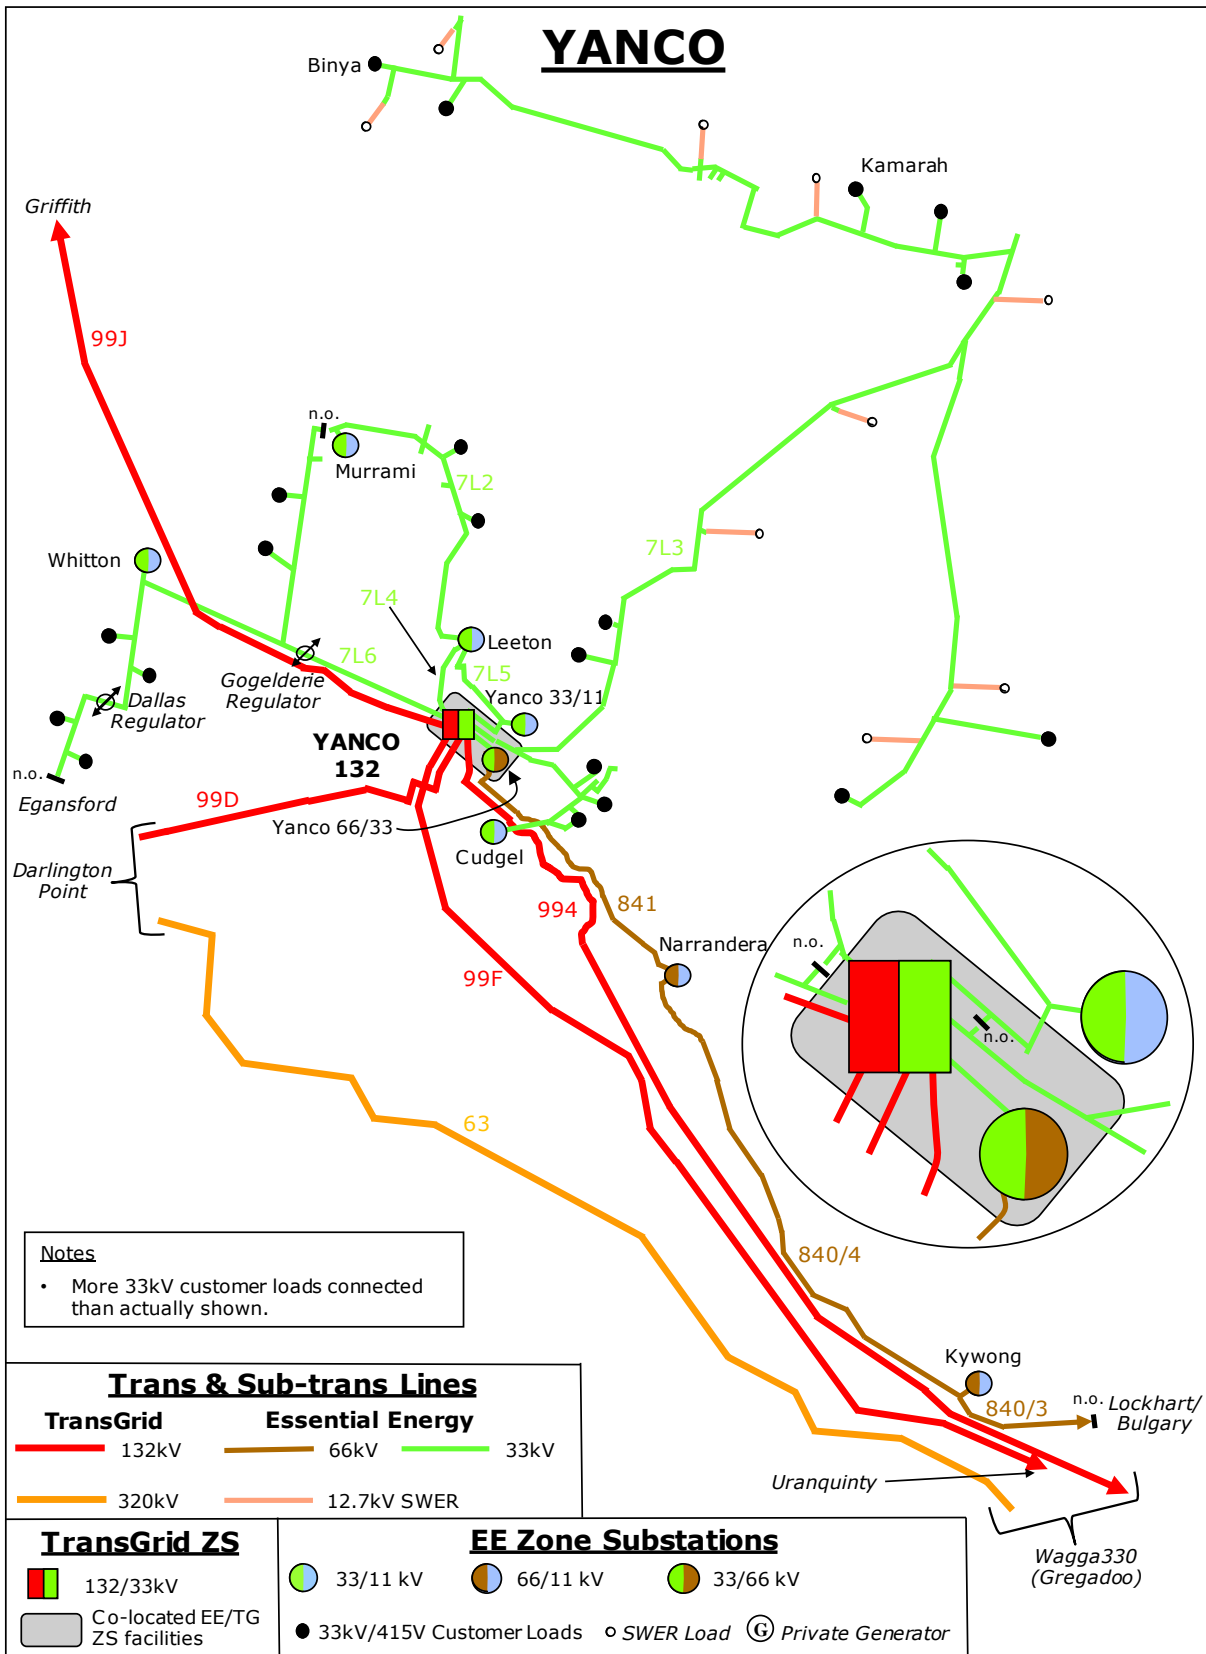 YANCO
Binya
Kamarah
Griffith
99J
n.o.
Murrami
7L2
Whitton
7L3
7L4
Leeton
7L6
7L5
Gogelderie
Regulator
Yanco 33/11
Dallas
Regulator
YANCO
132
n.o.
Egansford
99D
Yanco 66/33
Cudgel
Darlington
Point
994
841
Narrandera
99F
n.o.
n.o.
63
840/4
Notes
• More 33kV customer loads connected
than actually shown.
Kywong
840/3
n.o.
Lockhart/
Bulgary
Uranquinty
Wagga330
(Gregadoo)
Trans & Sub-trans Lines
TransGrid
Essential Energy
132kV
66kV
33kV
320kV
12.7kV SWER
TransGrid ZS
132/33kV
Co-located EE/TG
ZS facilities
EE Zone Substations
33/11 kV
66/11 kV
33/66 kV
33kV/415V Customer Loads
SWER Load
G
Private Generator